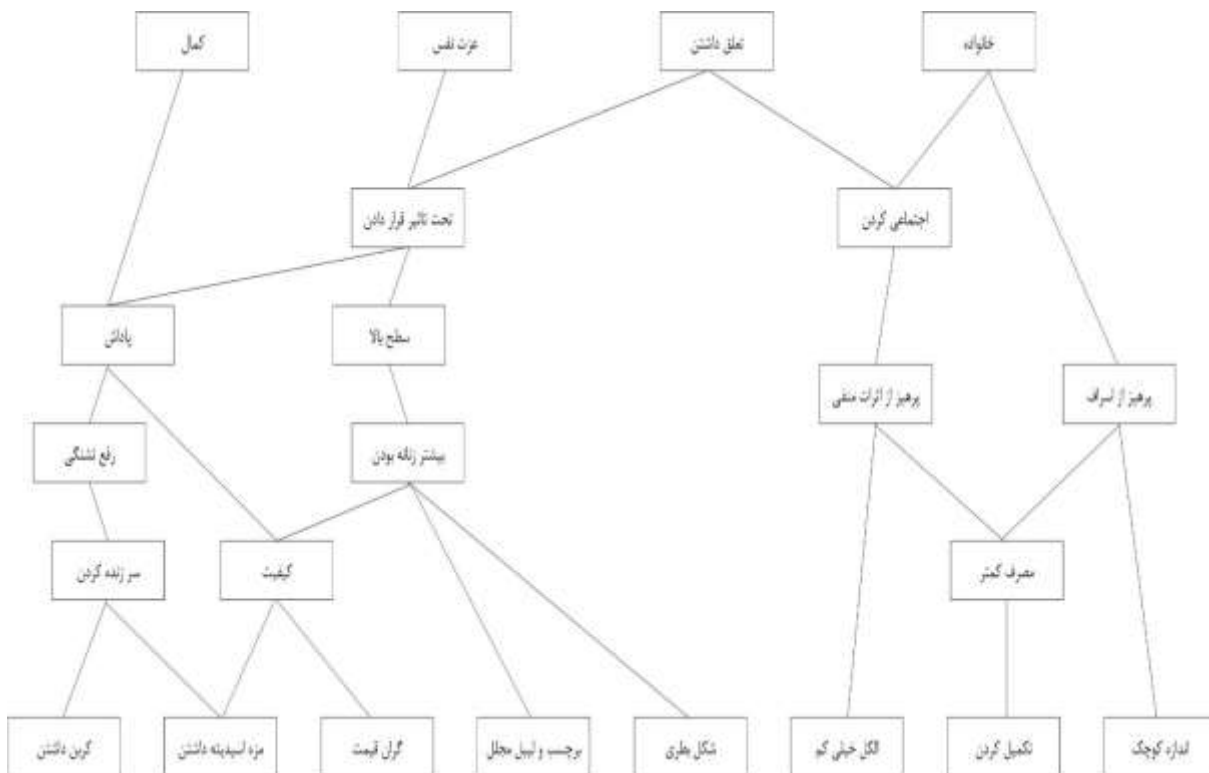 خانواده
تعلق داشتن
عزت نفس
کمال
اجتماعی کردن
تحت تاثیر قرار دادن
سطح بالا
پاداش
پرهیز از اسراف
پرهیز از اثرات منفی
بیشتر زنانه بودن
رفع تشنگی
مصرف کمتر
کیفیت
سر زنده کردن
اندازه کوچک
تکمیل کردن
الکل خیلی کم
شکل بطری
برچسب و لیبل مجلل
گران قیمت
مزه اسیدیته داشتن
کربن داشتن